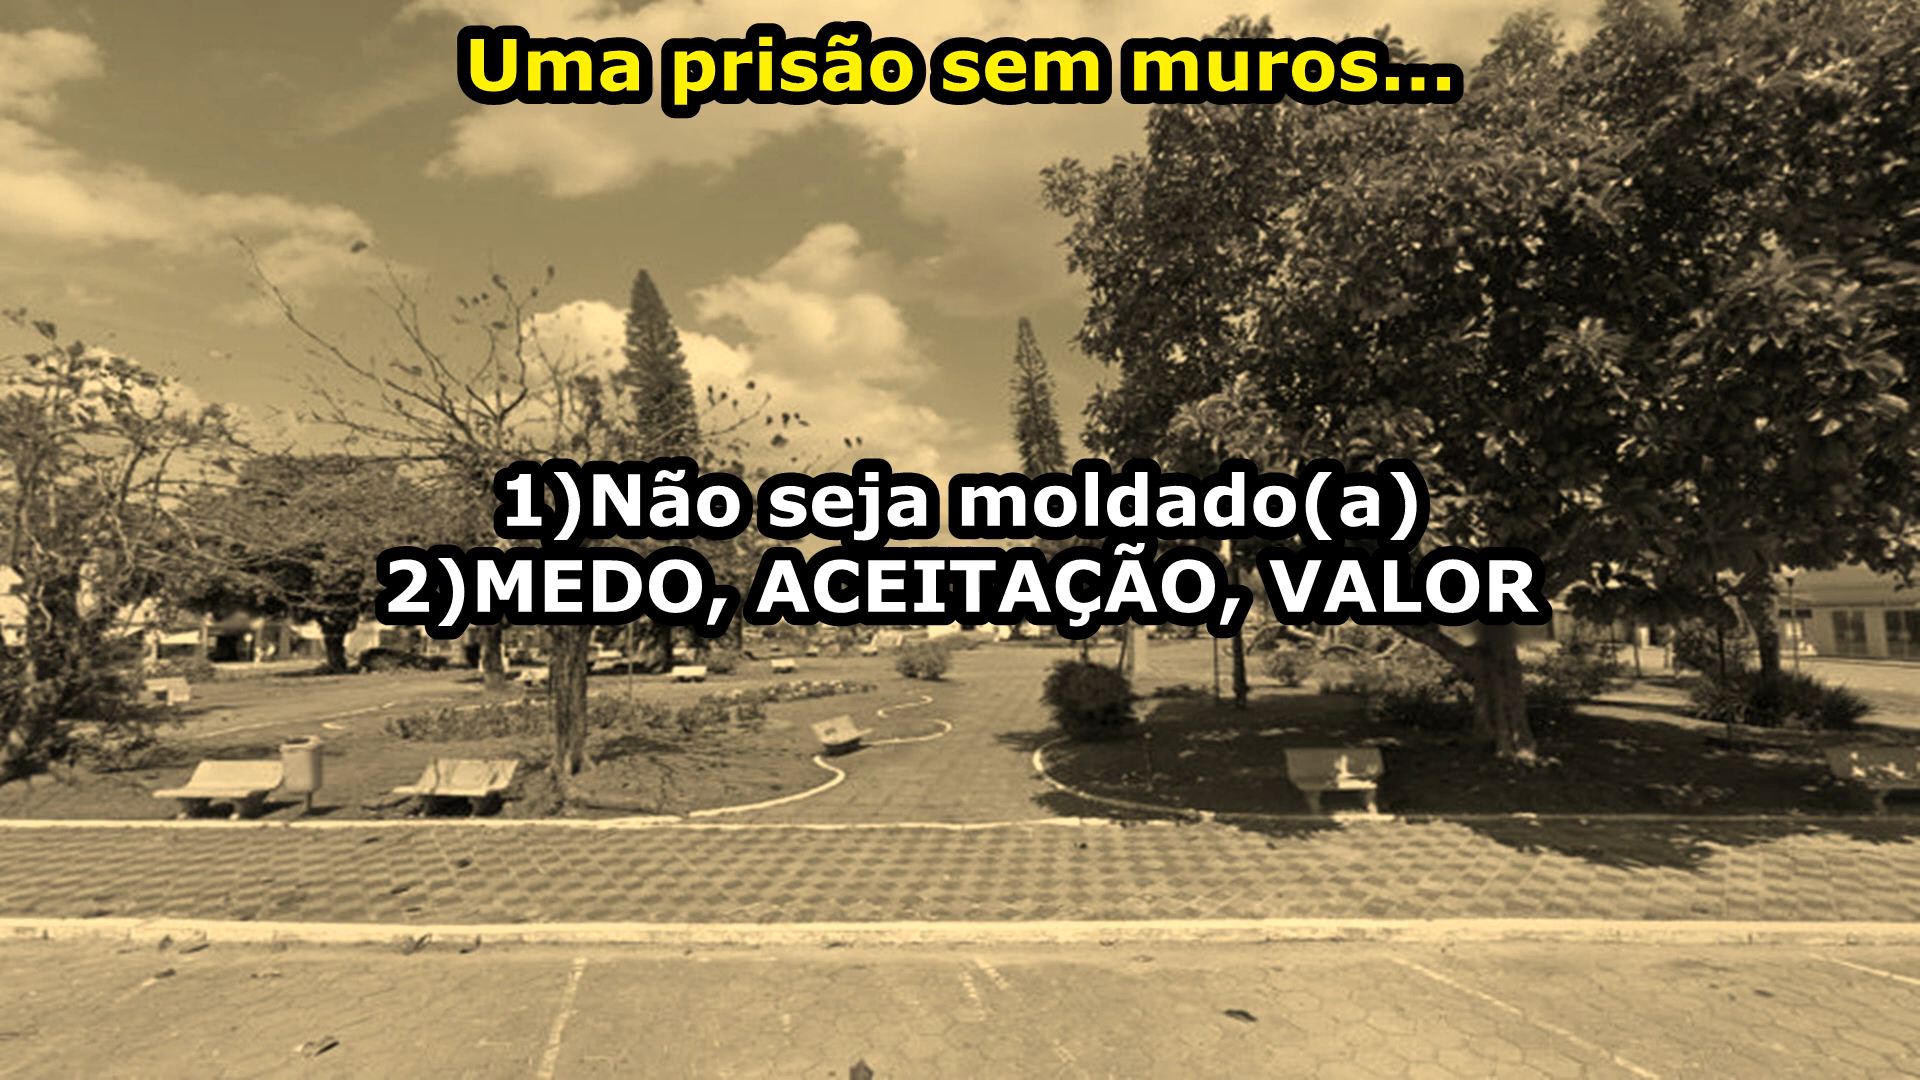 Uma prisão sem muros...
1)Não seja moldado(a)
2)MEDO, ACEITAÇÃO, VALOR